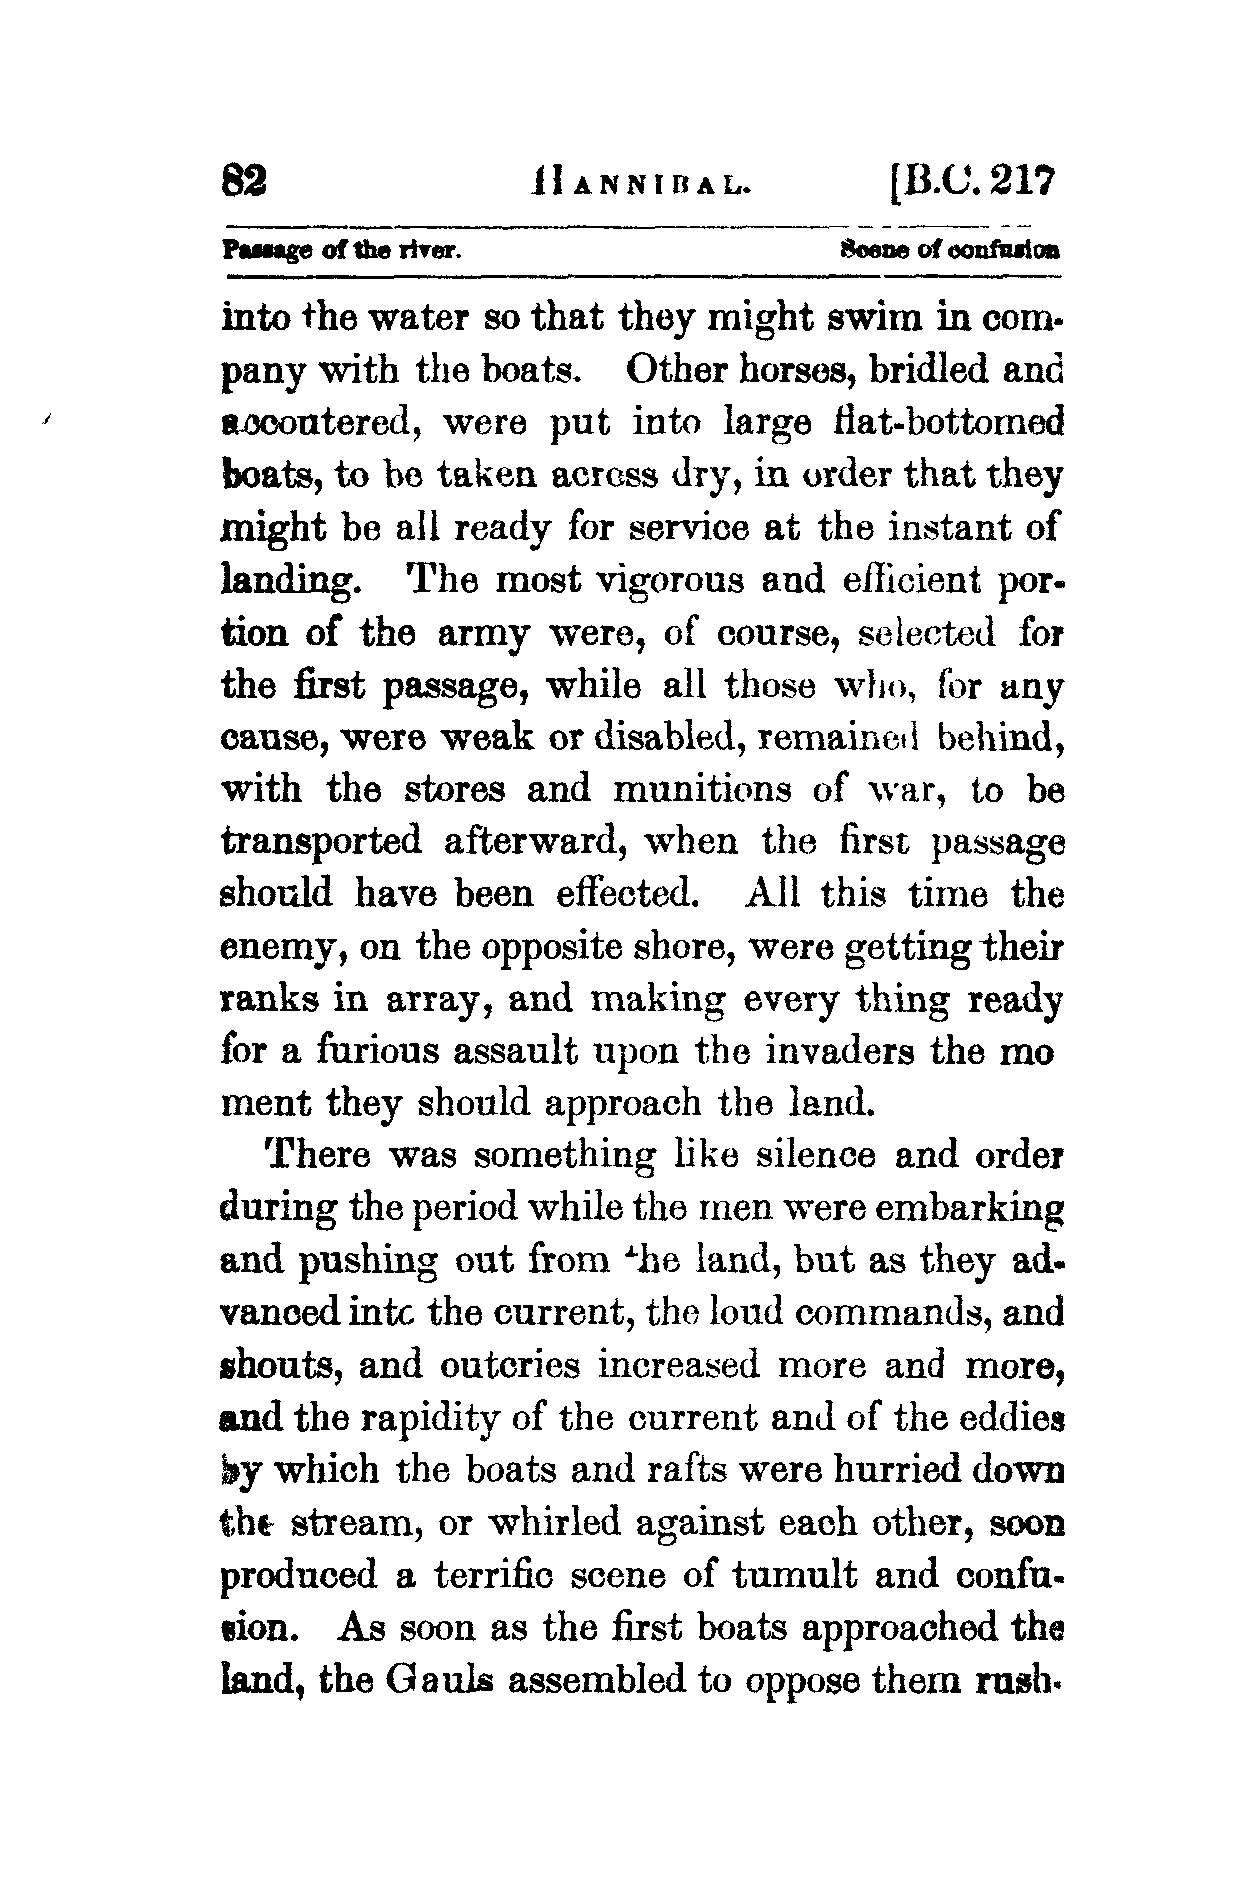 82 HANNIBAL. [B.C. 217
Passage of the river. Scene of confusion
into the water so that they might swim in com-
pany with the boats. Other horses, bridled and
accoutered, were put into large flat-bottomed
boats, to be taken across dry, in order that they
might be all ready for service at the instant of
landing. The most vigorous and efficient por-
tion of the army were, of course, selected for
the first passage, while all those who, for any
cause, were weak or disabled, remained behind,
with the stores and munitions of war, to be
transported afterward, when the first passage
should have been effected. All this time the
enemy, on the opposite shore, were getting their
ranks in array, and making every thing ready
for a furious assault upon the invaders the mo
ment they should approach the land.
There was something like silence and order
during the period while the men were embarking
and pushing out from the land, but as they ad-
vanced into the current, the loud commands, and
shouts, and outcries increased more and more,
and the rapidity of the current and of the eddies
by which the boats and rafts were hurried down
the stream, or whirled against each other, soon
produced a terrific scene of tumult and confu-
sion. As soon as the first boats approached the
land, the Gauls assembled to oppose them rush-